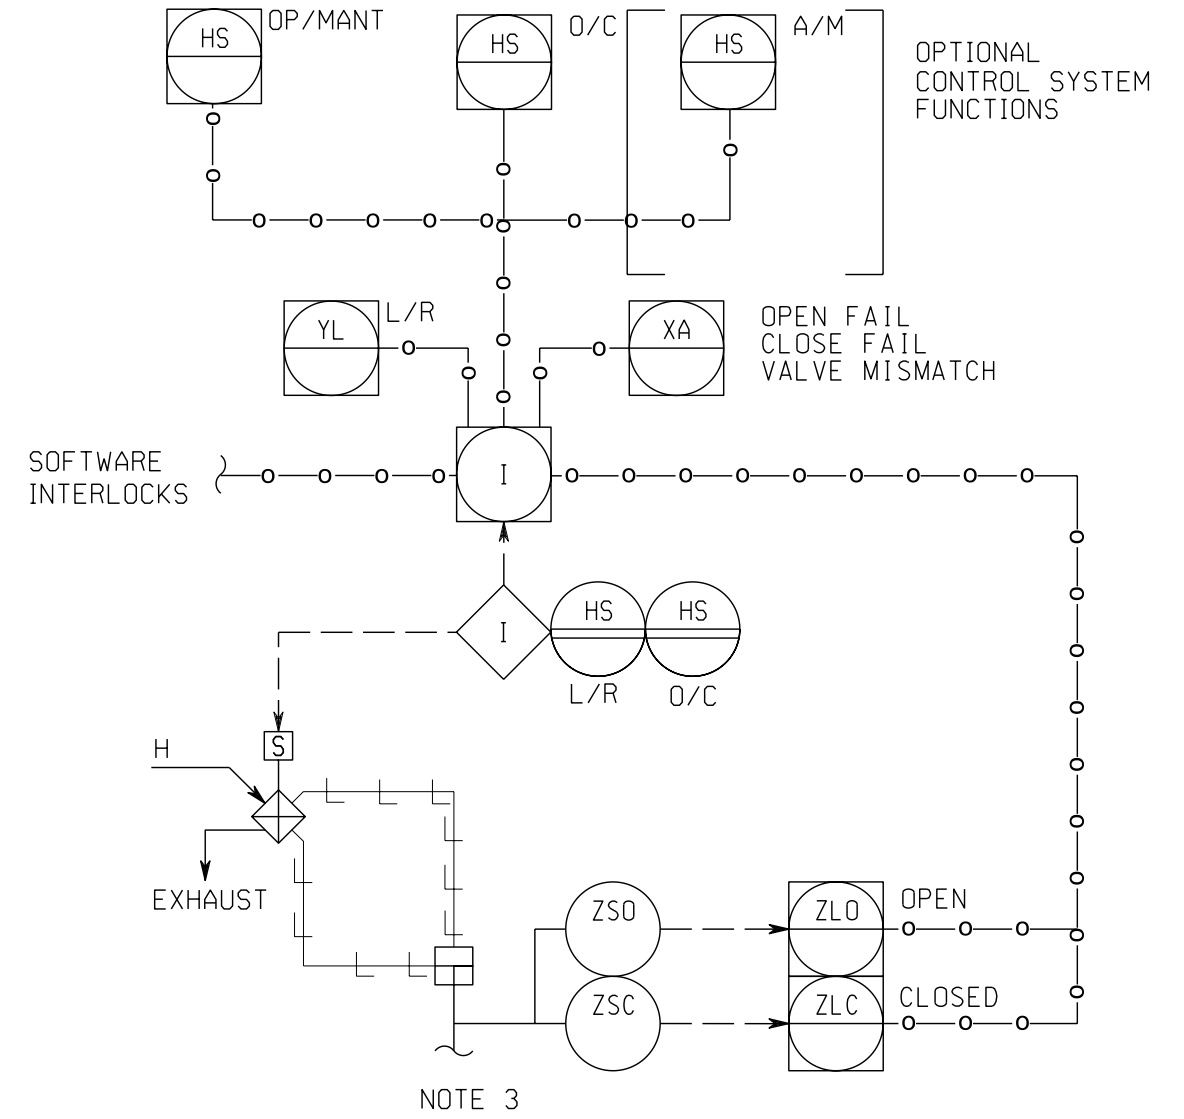 HS
OP/MANT
HS
O/C
HS
A/M
OPTIONAL
CONTROL SYSTEM
FUNCTIONS
YL
L/R
XA
OPEN FAIL
CLOSE FAIL
VALVE MISMATCH
SOFTWARE
INTERLOCKS
I
I
HS
HS
L/R
O/C
S
H
EXHAUST
ZSO
ZLO
OPEN
ZSC
ZLC
CLOSED
NOTE 3